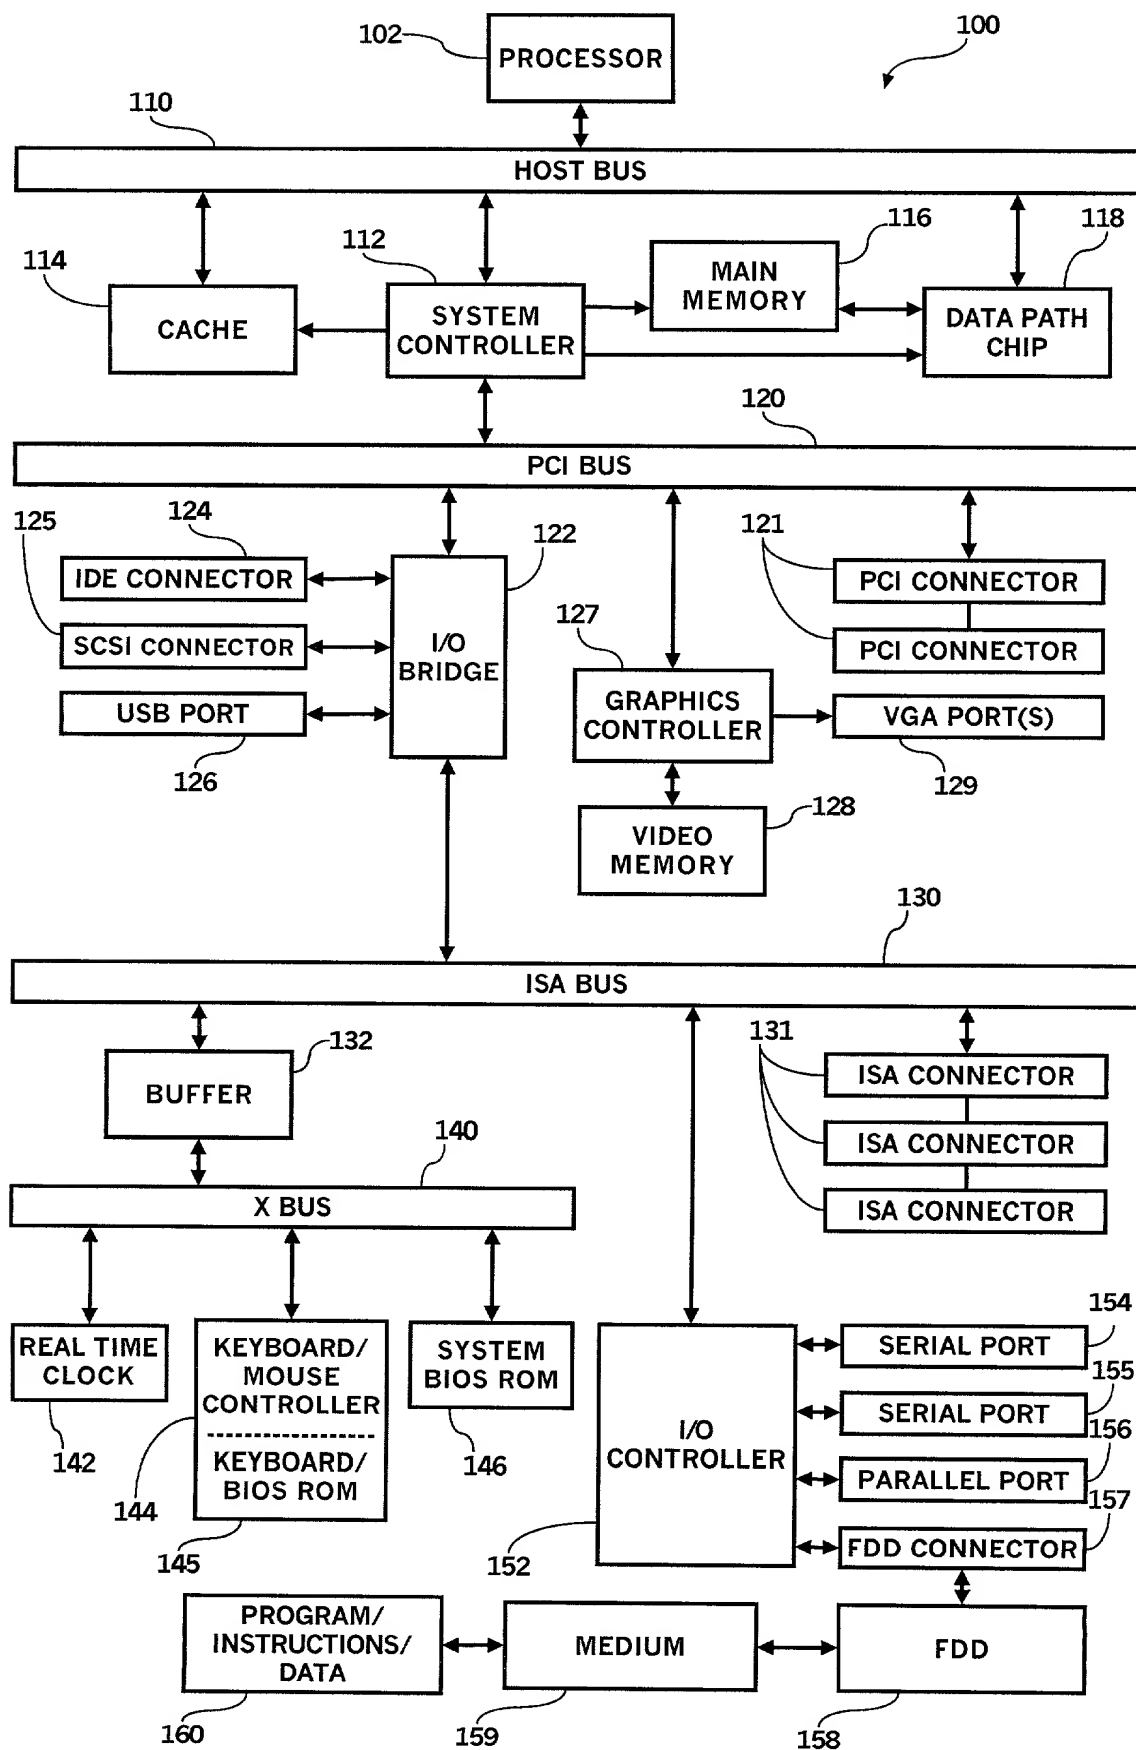 102
PROCESSOR
100
110
HOST BUS
114
112
116
118
CACHE
SYSTEM
CONTROLLER
MAIN
MEMORY
DATA PATH
CHIP
120
PCI BUS
125
124
122
121
IDE CONNECTOR
SCSI CONNECTOR
USB PORT
126
I/O
BRIDGE
127
GRAPHICS
CONTROLLER
PCI CONNECTOR
PCI CONNECTOR
VGA PORT(S)
129
VIDEO
MEMORY
128
130
ISA BUS
132
BUFFER
131
ISA CONNECTOR
ISA CONNECTOR
ISA CONNECTOR
140
X BUS
REAL TIME
CLOCK
142
KEYBOARD/
MOUSE
CONTROLLER
KEYBOARD/
BIOS ROM
144
145
SYSTEM
BIOS ROM
146
I/O
CONTROLLER
152
154
SERIAL PORT
155
SERIAL PORT
156
PARALLEL PORT
157
FDD CONNECTOR
PROGRAM/
INSTRUCTIONS/
DATA
160
MEDIUM
159
FDD
158